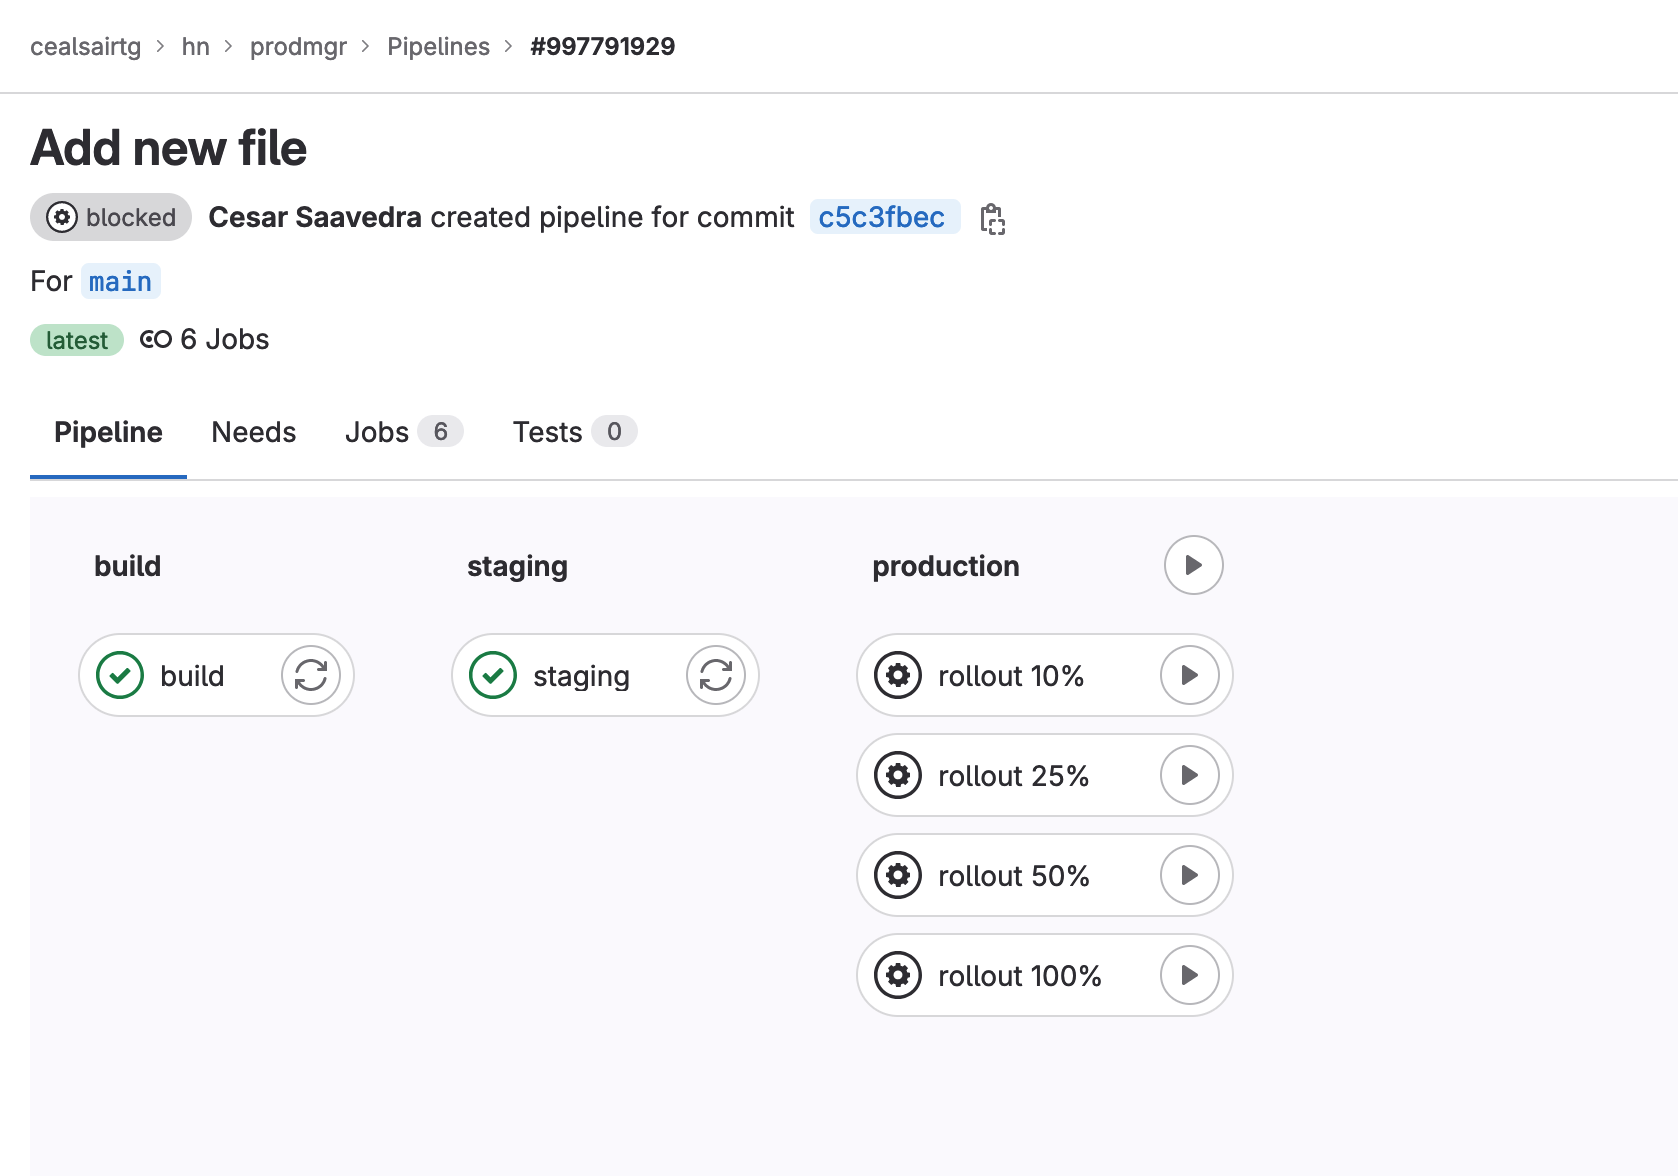 cealsairtg > hn > prodmgr > Pipelines > #997791929
Add new file
blocked Cesar Saavedra created pipeline for commit c5c3fbec
For main
latest 6 Jobs
Pipeline Needs Jobs 6 Tests 0
build staging production
build staging rollout 10%
rollout 25%
rollout 50%
rollout 100%